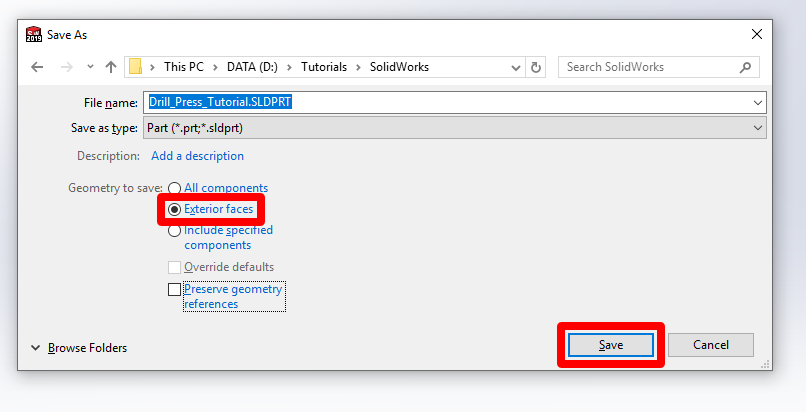 SW 2019 Save As
This PC > DATA (D:) > Tutorials > SolidWorks Search SolidWorks
File name: Drill_Press_Tutorial.SLDPRT
Save as type: Part (*.prt;*.sldprt)
Description: Add a description
Geometry to save: All components
Exterior faces
Include specified
components
Override defaults
Preserve geometry
references
Browse Folders Save Cancel